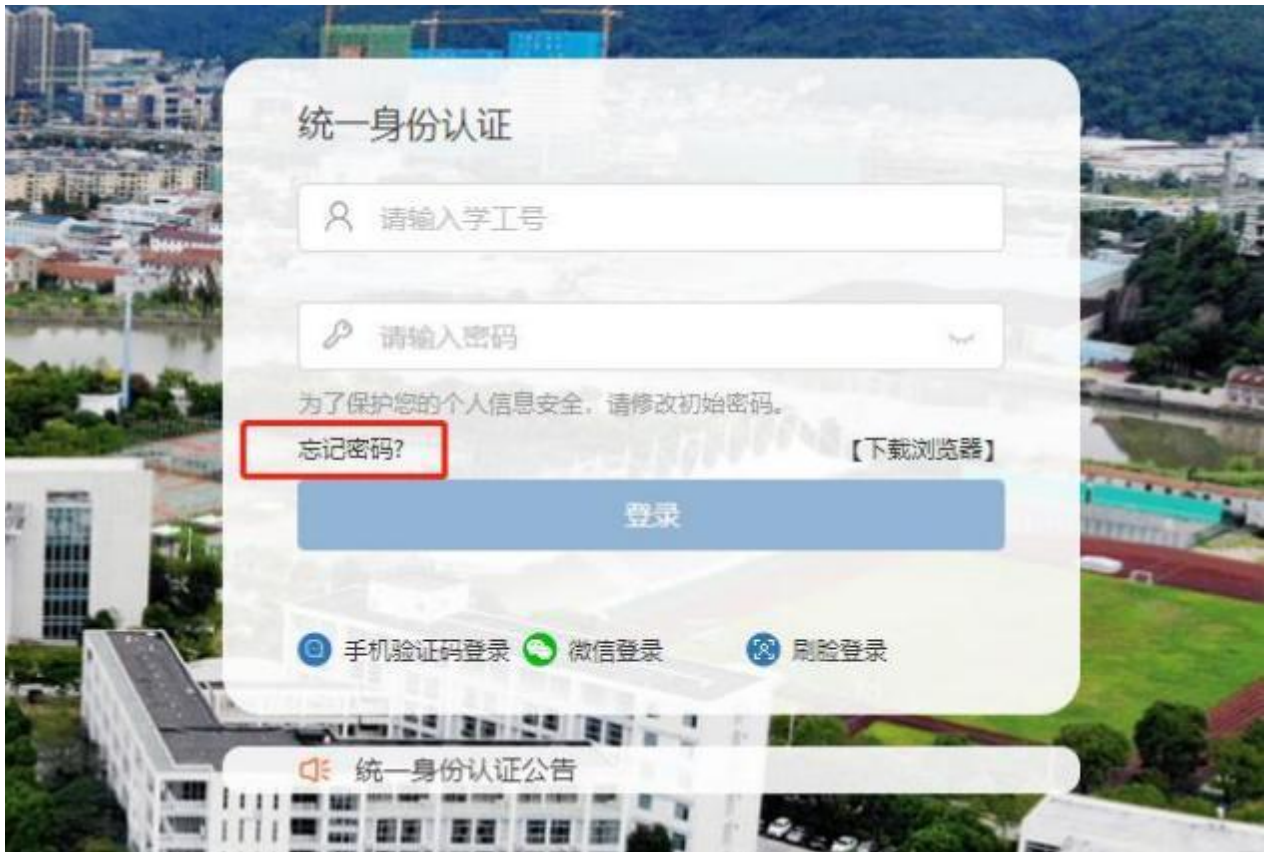 统一身份认证
请输入学工号
请输入密码
为了保护您的个人信息安全，请修改初始密码。
忘记密码?
【下载浏览器】
登录
手机验证码登录 微信登录 刷脸登录
统一身份认证公告